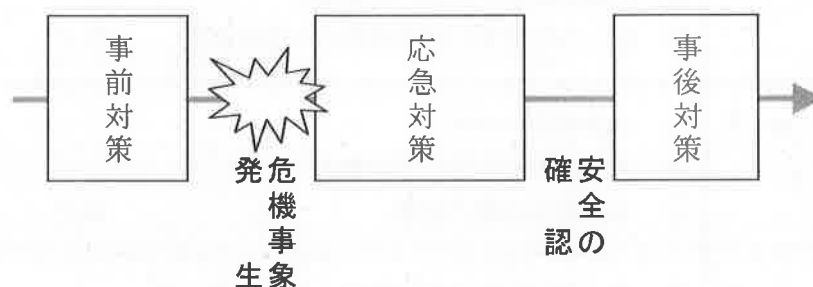 事前対策
危機事象
発生
応急対策
安全の
確認
事後対策